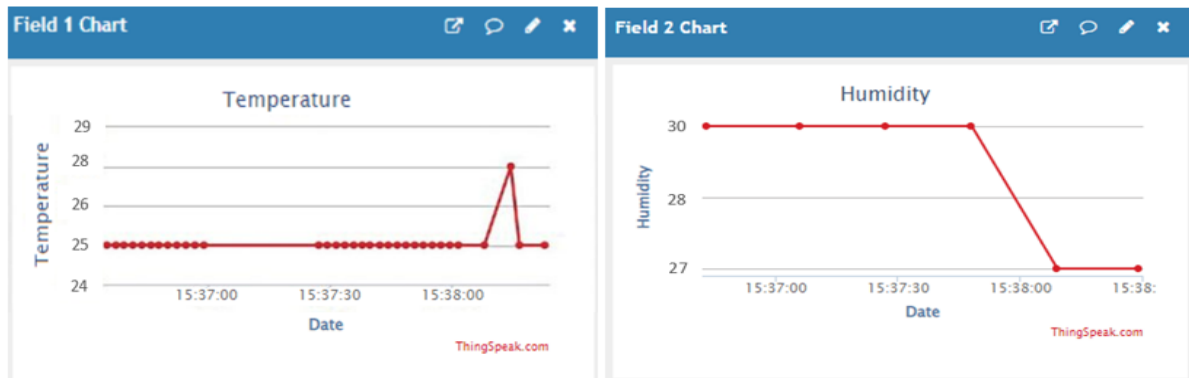 Field 1 Chart
Temperature
Temperature
29
28
26
25
24
15:37:00 15:37:30 15:38:00
Date
ThingSpeak.com
Field 2 Chart
Humidity
Humidity
30
28
27
15:37:00 15:37:30 15:38:00 15:38:
Date
ThingSpeak.com